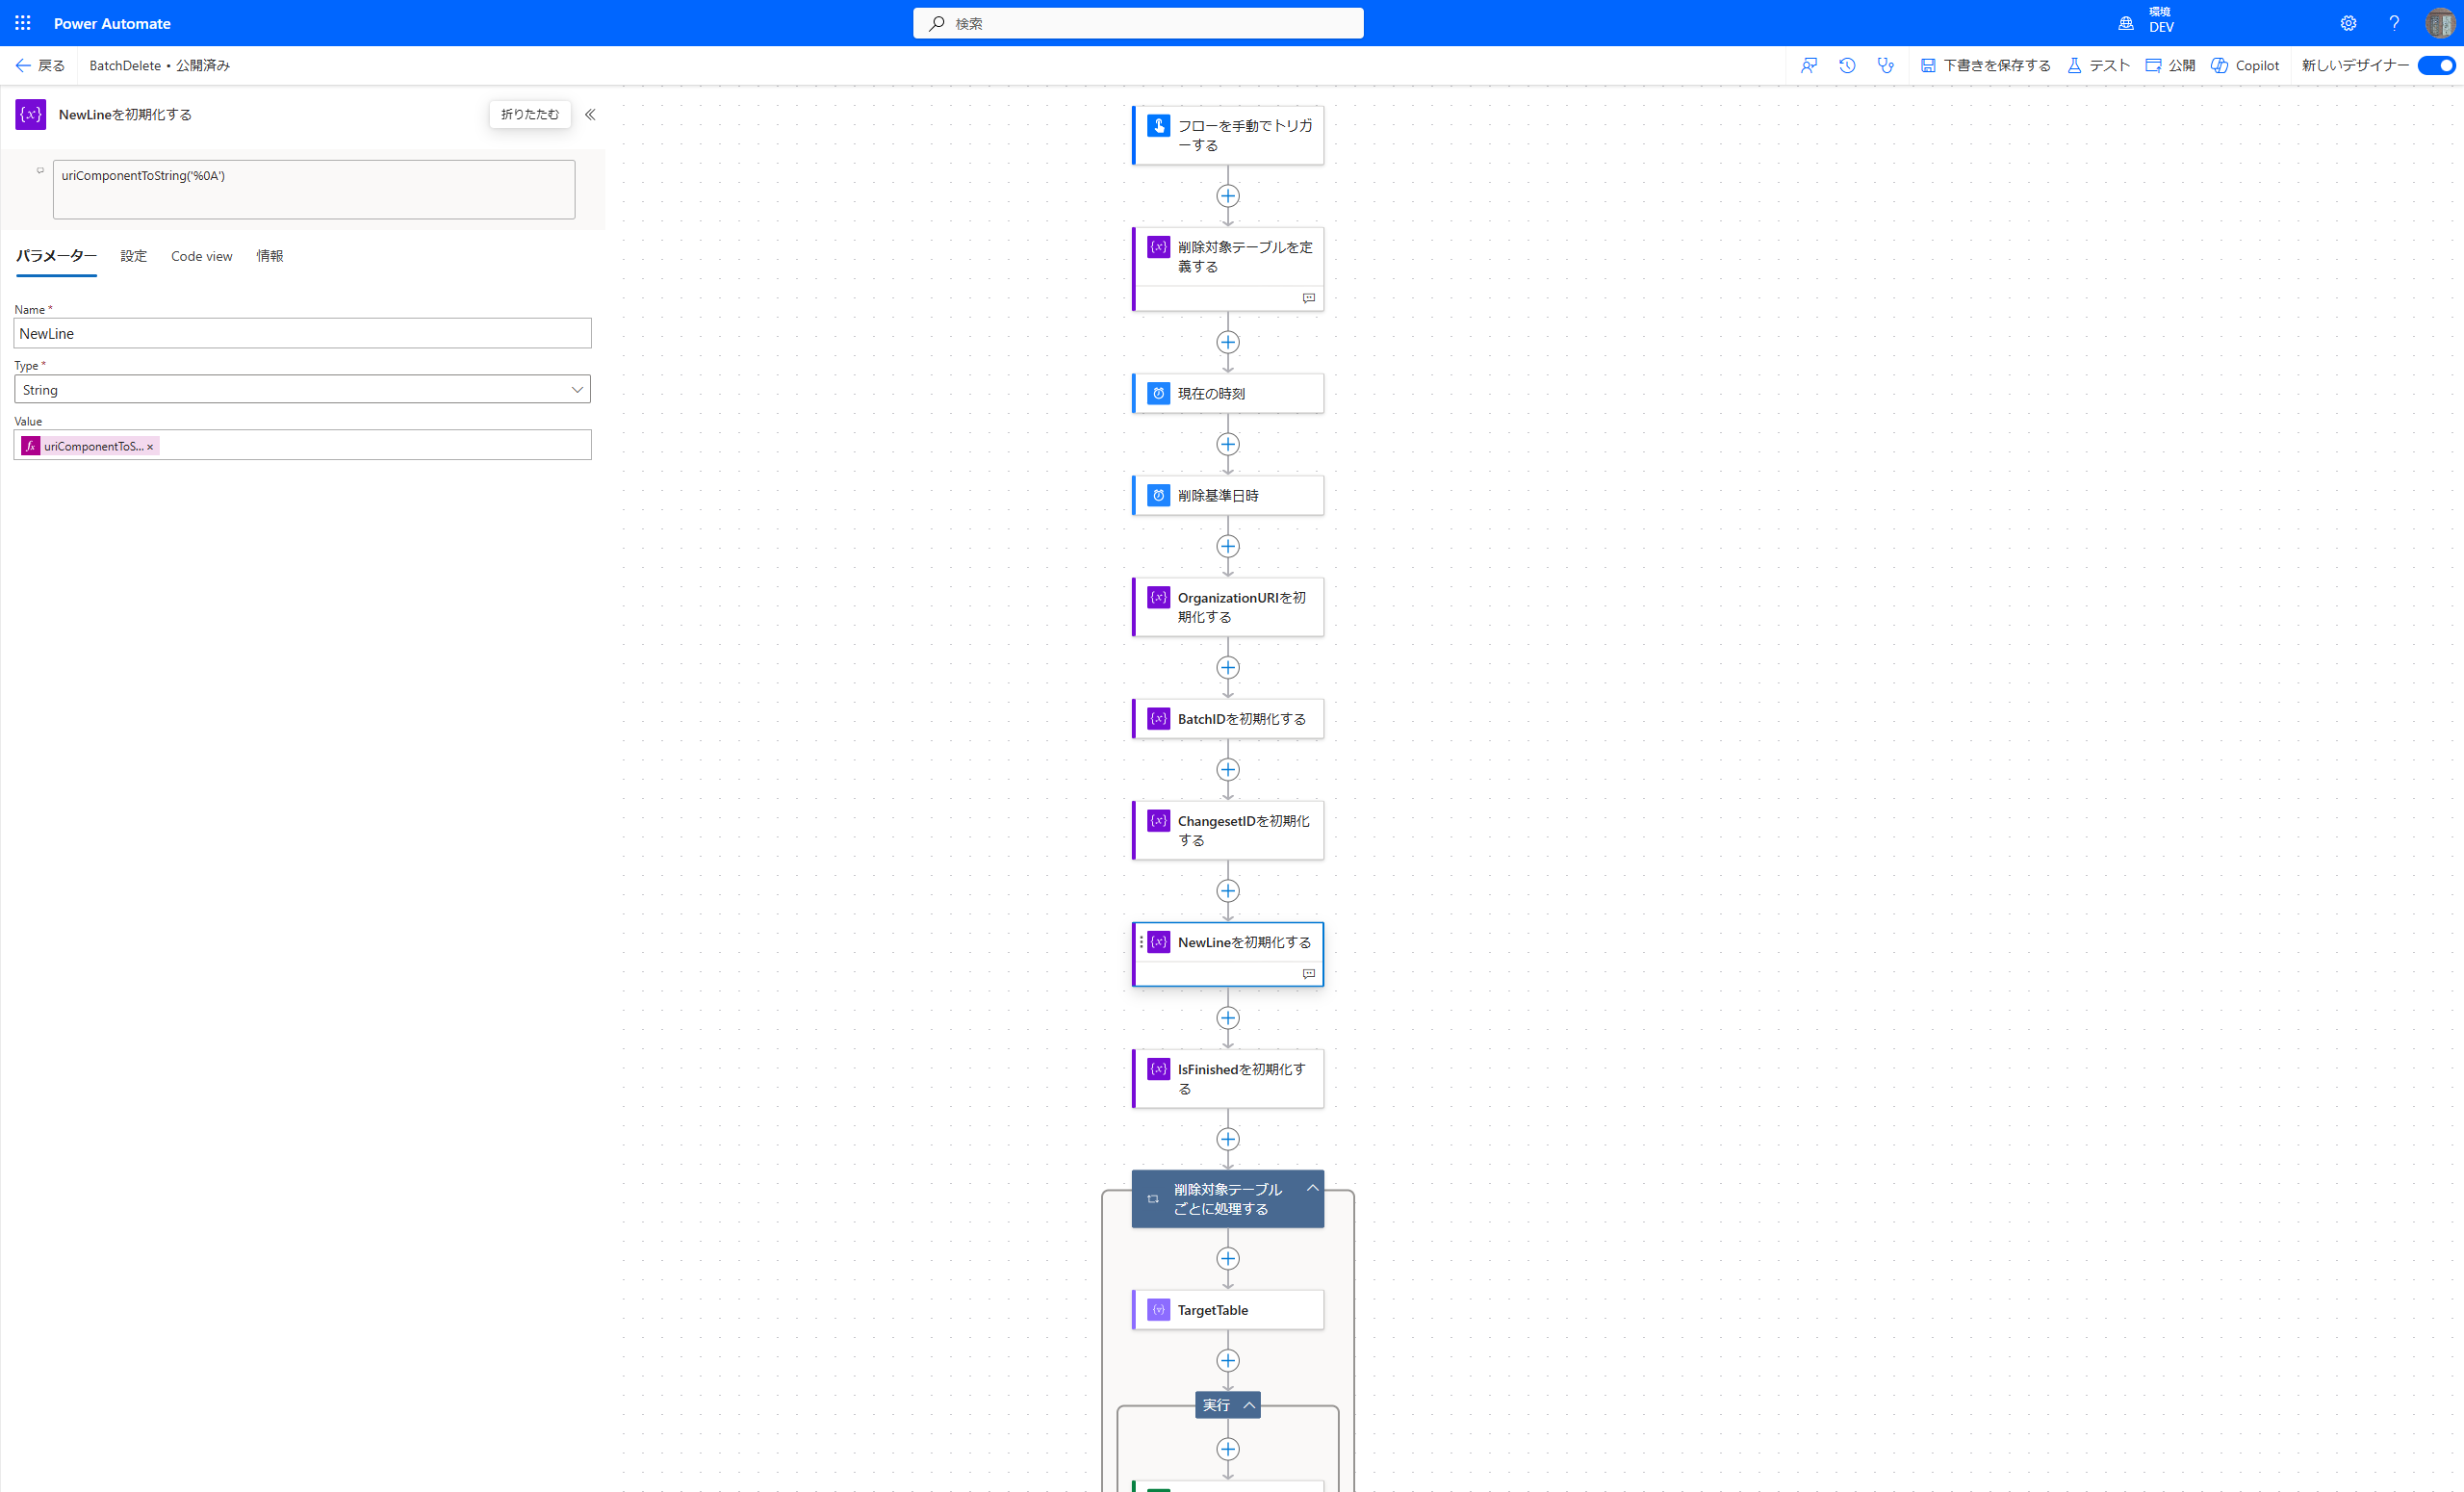 Power Automate
検索
環境
DEV
戻る
BatchDelete • 公開済み
下書きを保存する
テスト
公開
Copilot
新しいデザイナー
{x}
NewLineを初期化する
折りたたむ
uriComponentToString('%0A')
パラメーター
設定
Code view
情報
Name *
NewLine
Type *
String
Value
fx
uriComponentToS... ×
フローを手動でトリガ
ーする
{x}
削除対象テーブルを定
義する
現在の時刻
削除基準日時
{x}
OrganizationURIを初
期化する
{x}
BatchIDを初期化する
{x}
ChangesetIDを初期化
する
{x}
NewLineを初期化する
{x}
IsFinishedを初期化す
る
削除対象テーブル
ごとに処理する
{v}
TargetTable
実行